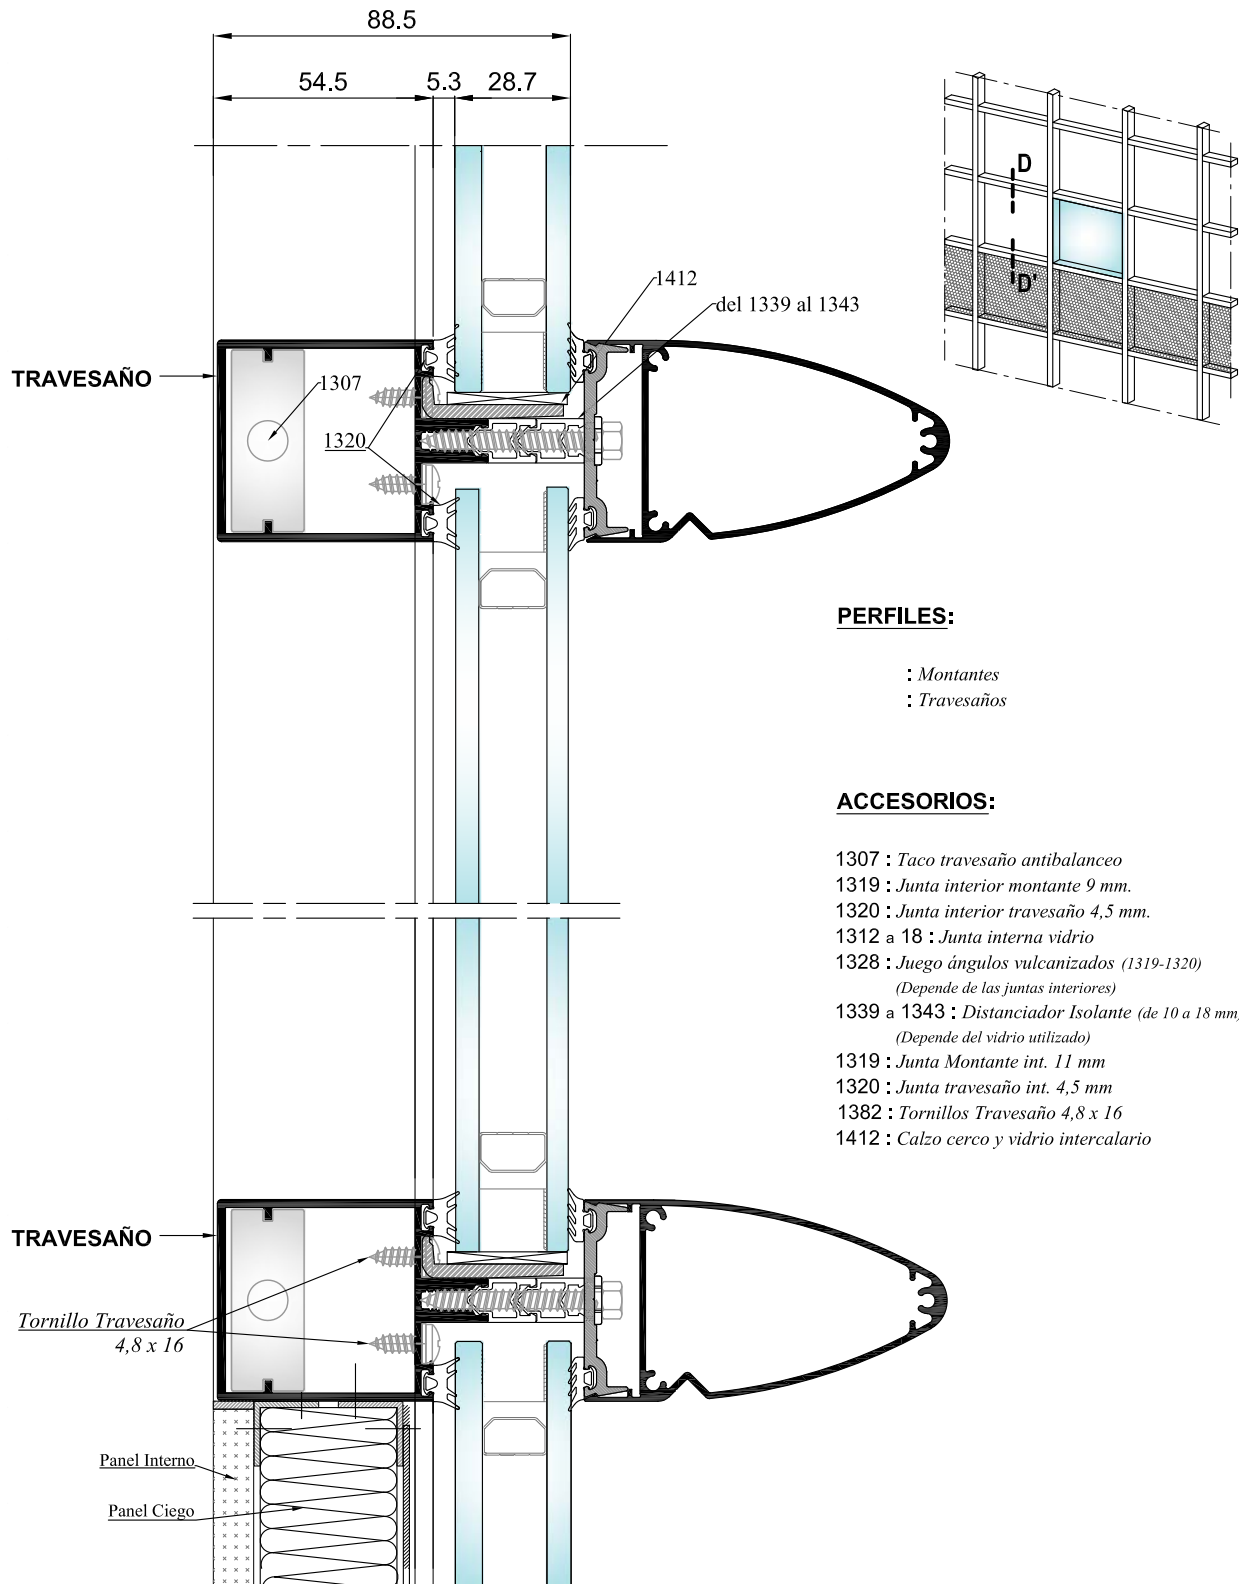 88.5
54.5 5.3 28.7
D
D'
1412
del 1339 al 1343
TRAVESAÑO
1307
1320
PERFILES:
: Montantes
: Travesaños
ACCESORIOS:
1307 : Taco travesaño antibalanceo
1319 : Junta interior montante 9 mm.
1320 : Junta interior travesaño 4,5 mm.
1312 a 18 : Junta interna vidrio
1328 : Juego ángulos vulcanizados (1319-1320)
(Depende de las juntas interiores)
1339 a 1343 : Distanciador Isolante (de 10 a 18 mm)
(Depende del vidrio utilizado)
1319 : Junta Montante int. 11 mm
1320 : Junta travesaño int. 4,5 mm
1382 : Tornillos Travesaño 4,8 x 16
1412 : Calzo cerco y vidrio intercalario
TRAVESAÑO
Tornillo Travesaño
4,8 x 16
Panel Interno
Panel Ciego